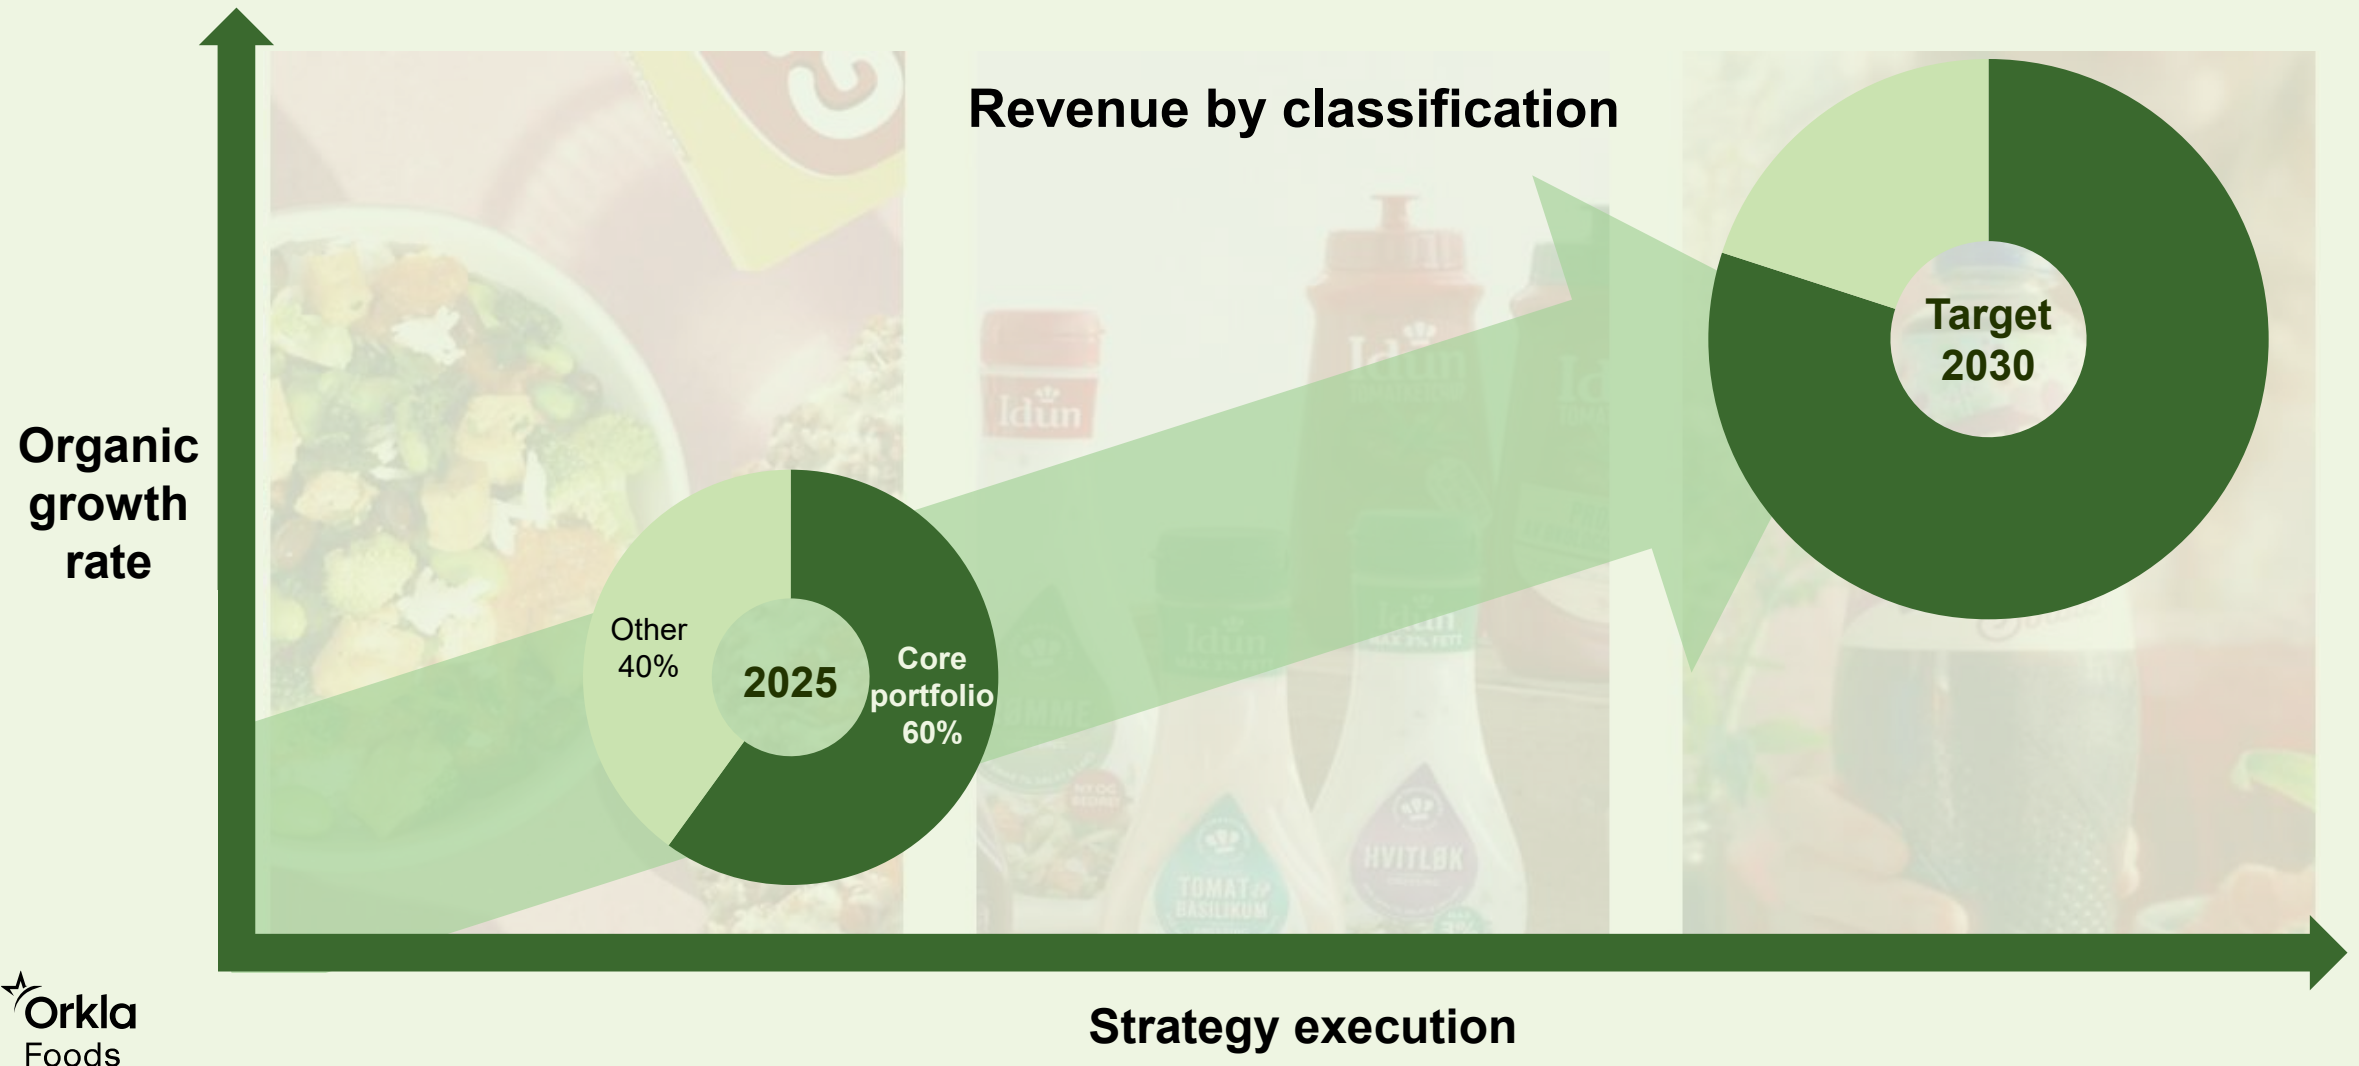 Revenue by classification
Organic
growth
rate
Target
2030
Other
40%
2025
Core
portfolio
60%
Idun
Idun
Idun
Idun
TOMAT &
BASILIKUM
HVITLØK
Strategy execution
Orkla
Foods